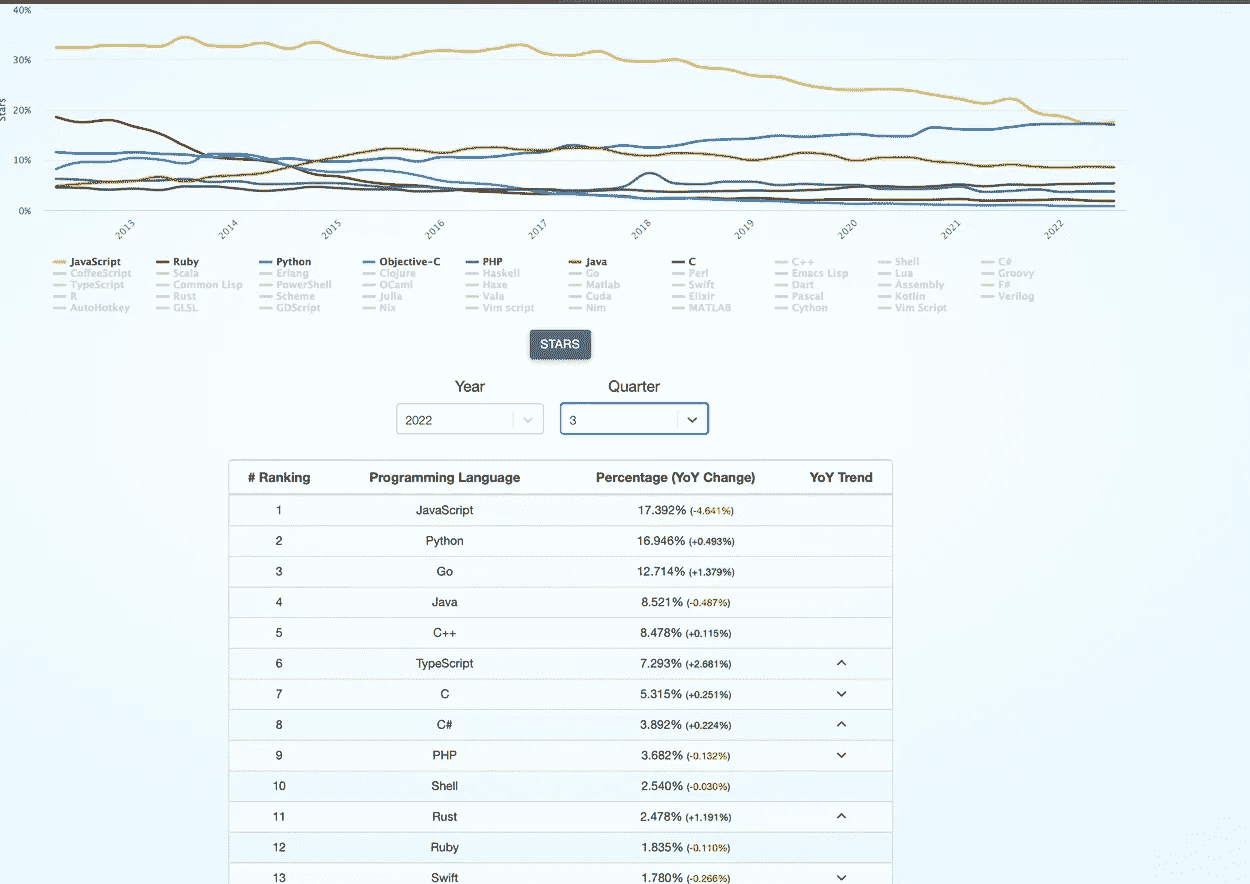 40%
30%
Stars
20%
10%
0%
2013 2014 2015 2016 2017 2018 2019 2020 2021 2022
JavaScript Ruby Python Objective-C PHP Java C C++ Shell C#
CoffeeScript Scala Erlang Clojure Haskell Go Perl Emacs Lisp Lua Groovy
TypeScript Common Lisp PowerShell OCaml Haxe Matlab Swift Dart Assembly F#
R Rust Scheme Julia Vala Cuda Elixir Pascal Kotlin Verilog
AutoHotkey GLSL GDScript Nix Vim script Nim MATLAB Cython Vim Script
STARS
Year Quarter
2022 3
# Ranking Programming Language Percentage (YoY Change) YoY Trend
1 JavaScript 17.392% (-4.641%)
2 Python 16.946% (+0.493%)
3 Go 12.714% (+1.379%)
4 Java 8.521% (-0.487%)
5 C++ 8.478% (+0.115%)
6 TypeScript 7.293% (+2.681%)
7 C 5.315% (+0.251%)
8 C# 3.892% (+0.224%)
9 PHP 3.682% (-0.132%)
10 Shell 2.540% (-0.030%)
11 Rust 2.478% (+1.191%)
12 Ruby 1.835% (-0.110%)
13 Swift 1.780% (-0.266%)